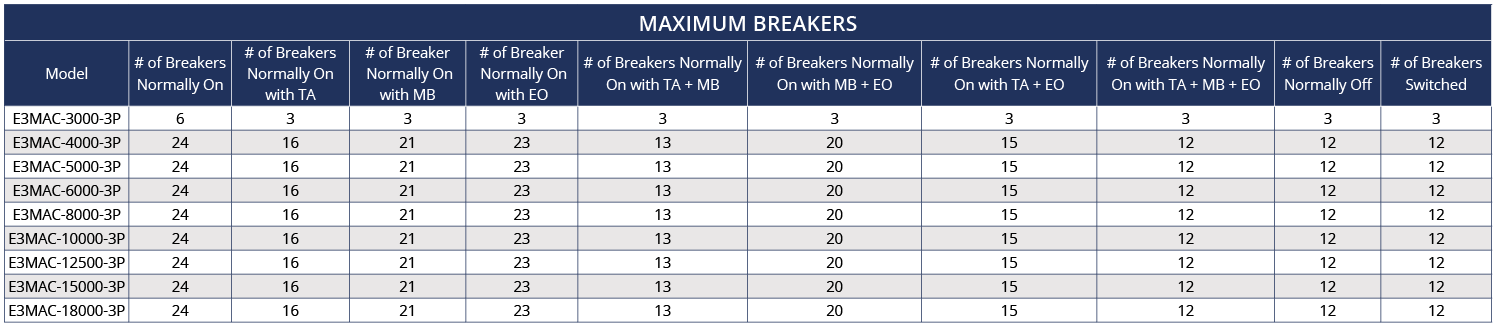 MAXIMUM BREAKERS
Model
# of Breakers
Normally On
# of Breakers
Normally On
with TA
# of Breaker
Normally On
with MB
# of Breaker
Normally On
with EO
# of Breakers Normally
On with TA + MB
# of Breakers Normally
On with MB + EO
# of Breakers Normally
On with TA + EO
# of Breakers Normally
On with TA + MB + EO
# of Breakers
Normally Off
# of Breakers
Switched
E3MAC-3000-3P 6 3 3 3 3 3 3 3 3 3
E3MAC-4000-3P 24 16 21 23 13 20 15 12 12 12
E3MAC-5000-3P 24 16 21 23 13 20 15 12 12 12
E3MAC-6000-3P 24 16 21 23 13 20 15 12 12 12
E3MAC-8000-3P 24 16 21 23 13 20 15 12 12 12
E3MAC-10000-3P 24 16 21 23 13 20 15 12 12 12
E3MAC-12500-3P 24 16 21 23 13 20 15 12 12 12
E3MAC-15000-3P 24 16 21 23 13 20 15 12 12 12
E3MAC-18000-3P 24 16 21 23 13 20 15 12 12 12